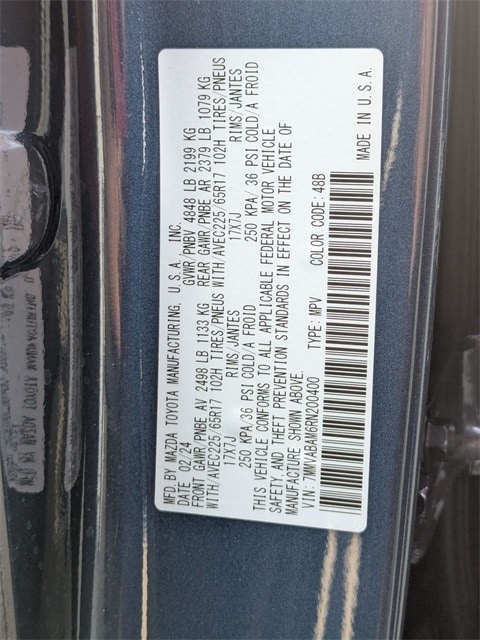 MFD. BY MAZDA TOYOTA MANUFACTURING, U.S.A., INC.
DATE 02/24 GVWR/PNBV 4848 LB 2199 KG
FRONT GAWR/PNBE AV 2498 LB 1133 KG REAR GAWR/PNBE AR 2379 LB 1079 KG
WITH/AVEC225/65R17 102H TIRES/PNEUS WITH/AVEC225/65R17 102H TIRES/PNEUS
17X7J RIMS/JANTES 17X7J RIMS/JANTES
250 KPA/36 PSI COLD/A FROID 250 KPA/36 PSI COLD/A FROID
THIS VEHICLE CONFORMS TO ALL APPLICABLE FEDERAL MOTOR VEHICLE
SAFETY AND THEFT PREVENTION STANDARDS IN EFFECT ON THE DATE OF
MANUFACTURE SHOWN ABOVE.
VIN:7MMVABAM6RN200400 TYPE: MPV COLOR CODE: 48B
MADE IN U.S.A.